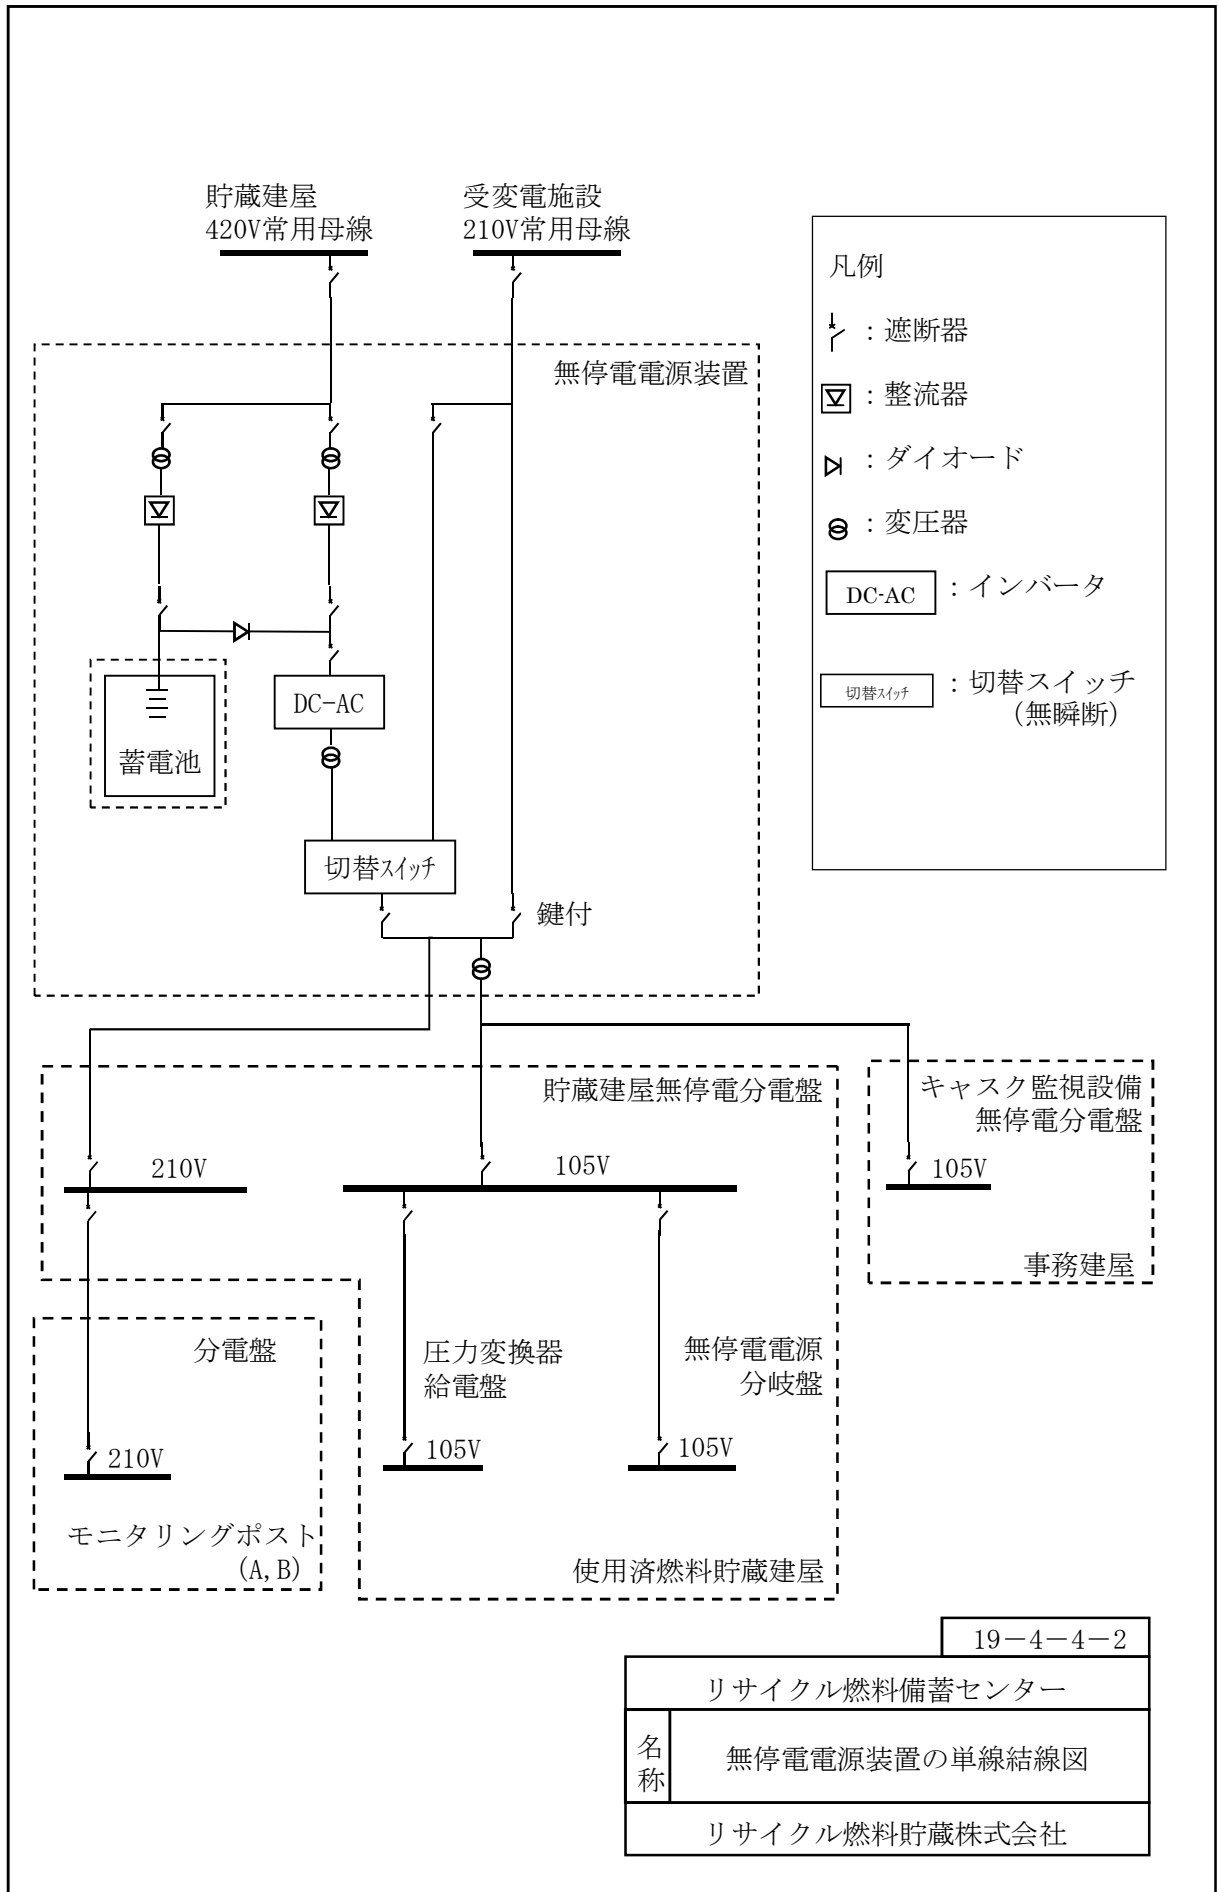 貯蔵建屋
420V常用母線
受変電施設
210V常用母線
凡例
：遮断器
：整流器
：ダイオード
：変圧器
DC-AC
：インバータ
切替スイッチ
：切替スイッチ
（無瞬断）
無停電電源装置
DC−AC
蓄電池
切替スイッチ
鍵付
貯蔵建屋無停電分電盤
210V
105V
キャスク監視設備
無停電分電盤
105V
事務建屋
分電盤
210V
モニタリングポスト
(A,B)
圧力変換器
給電盤
105V
無停電電源
分岐盤
105V
使用済燃料貯蔵建屋
19－4－4－2
リサイクル燃料備蓄センター
名称
無停電電源装置の単線結線図
リサイクル燃料貯蔵株式会社